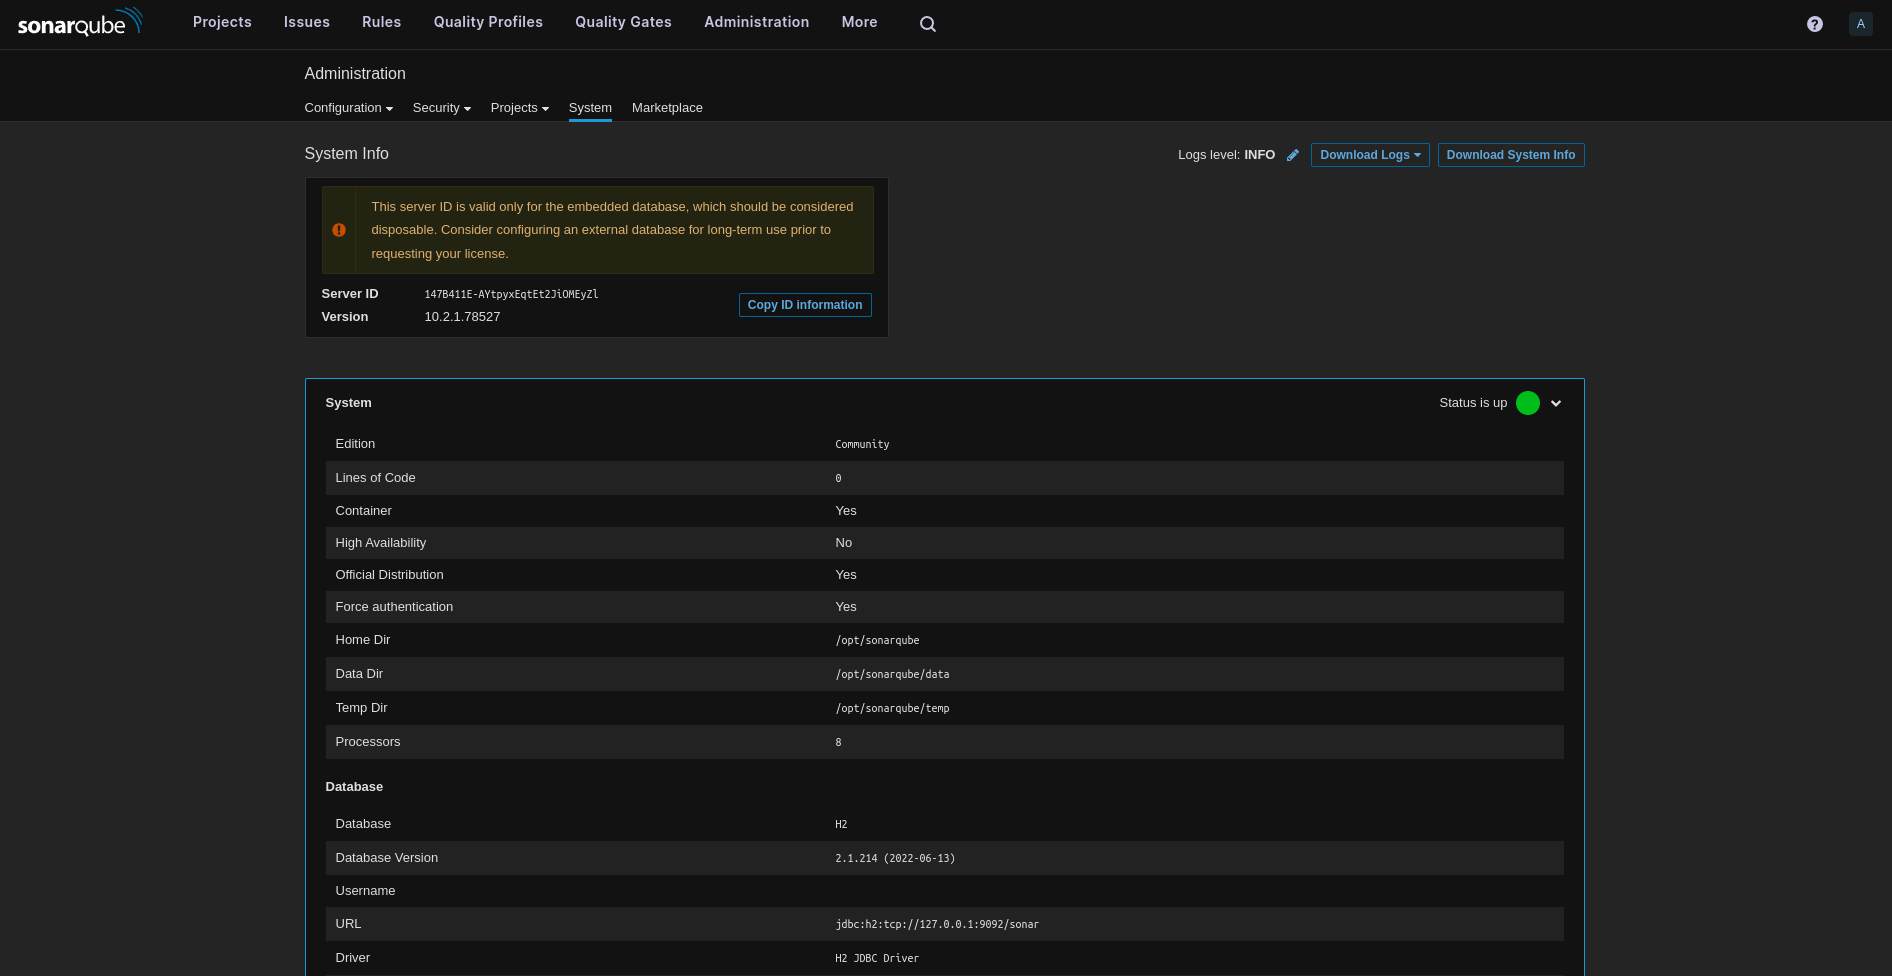 sonarqube Projects Issues Rules Quality Profiles Quality Gates Administration More ? A
Administration
Configuration Security Projects System Marketplace
System Info Logs level: INFO Download Logs Download System Info
This server ID is valid only for the embedded database, which should be considered
disposable. Consider configuring an external database for long-term use prior to
requesting your license.
Server ID 147B411E-AYtpyxEqtEt2JiOMEyZl
Copy ID information
Version 10.2.1.78527
System Status is up
Edition Community
Lines of Code 0
Container Yes
High Availability No
Official Distribution Yes
Force authentication Yes
Home Dir /opt/sonarqube
Data Dir /opt/sonarqube/data
Temp Dir /opt/sonarqube/temp
Processors 8
Database
Database H2
Database Version 2.1.214 (2022-06-13)
Username
URL jdbc:h2:tcp://127.0.0.1:9092/sonar
Driver H2 JDBC Driver